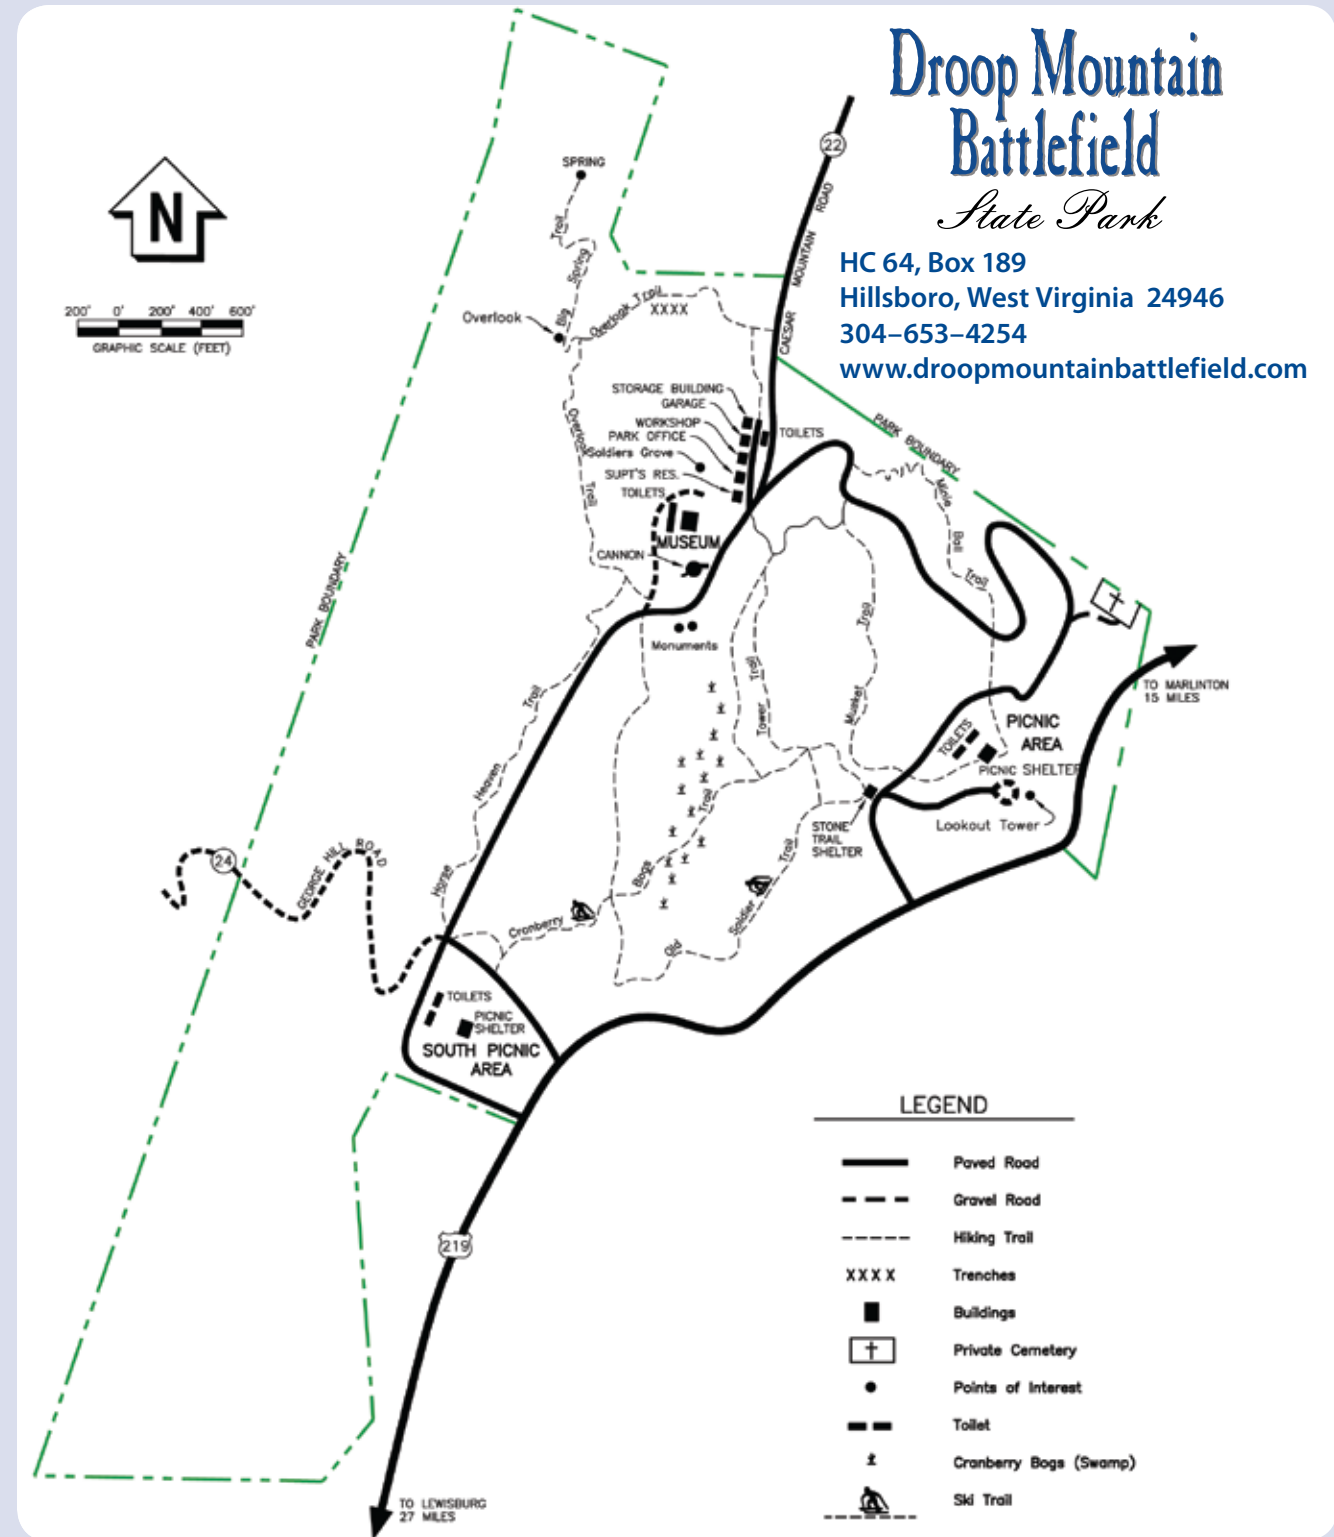 Droop Mountain
Battlefield
State Park
HC 64, Box 189
Hillsboro, West Virginia 24946
304-653-4254
www.droopmountainbattlefield.com
N
200' 0' 200' 400' 600'
GRAPHIC SCALE (FEET)
22
CAESAR MOUNTAIN ROAD
SPRING
Big Spring Trail
Overlook
Overlook Trail
XXXX
STORAGE BUILDING
GARAGE
WORKSHOP
PARK OFFICE
Soldiers Grove
SUPT'S RES.
TOILETS
TOILETS
Overlook Trail
MUSEUM
CANNON
Monuments
PARK BOUNDARY
PARK BOUNDARY
Minie Ball Trail
Musket Trail
Tower Trail
TO MARLINTON
15 MILES
PICNIC
AREA
TOILETS
PICNIC SHELTER
Lookout Tower
STONE
TRAIL
SHELTER
Horse Heaven Trail
24
GEORGE HILL ROAD
Cranberry Bogs Trail
Old Soldier Trail
TOILETS
PICNIC
SHELTER
SOUTH PICNIC
AREA
219
TO LEWISBURG
27 MILES
LEGEND
Paved Road
Gravel Road
Hiking Trail
XXXX Trenches
Buildings
Private Cemetery
Points of Interest
Toilet
Cranberry Bogs (Swamp)
Ski Trail